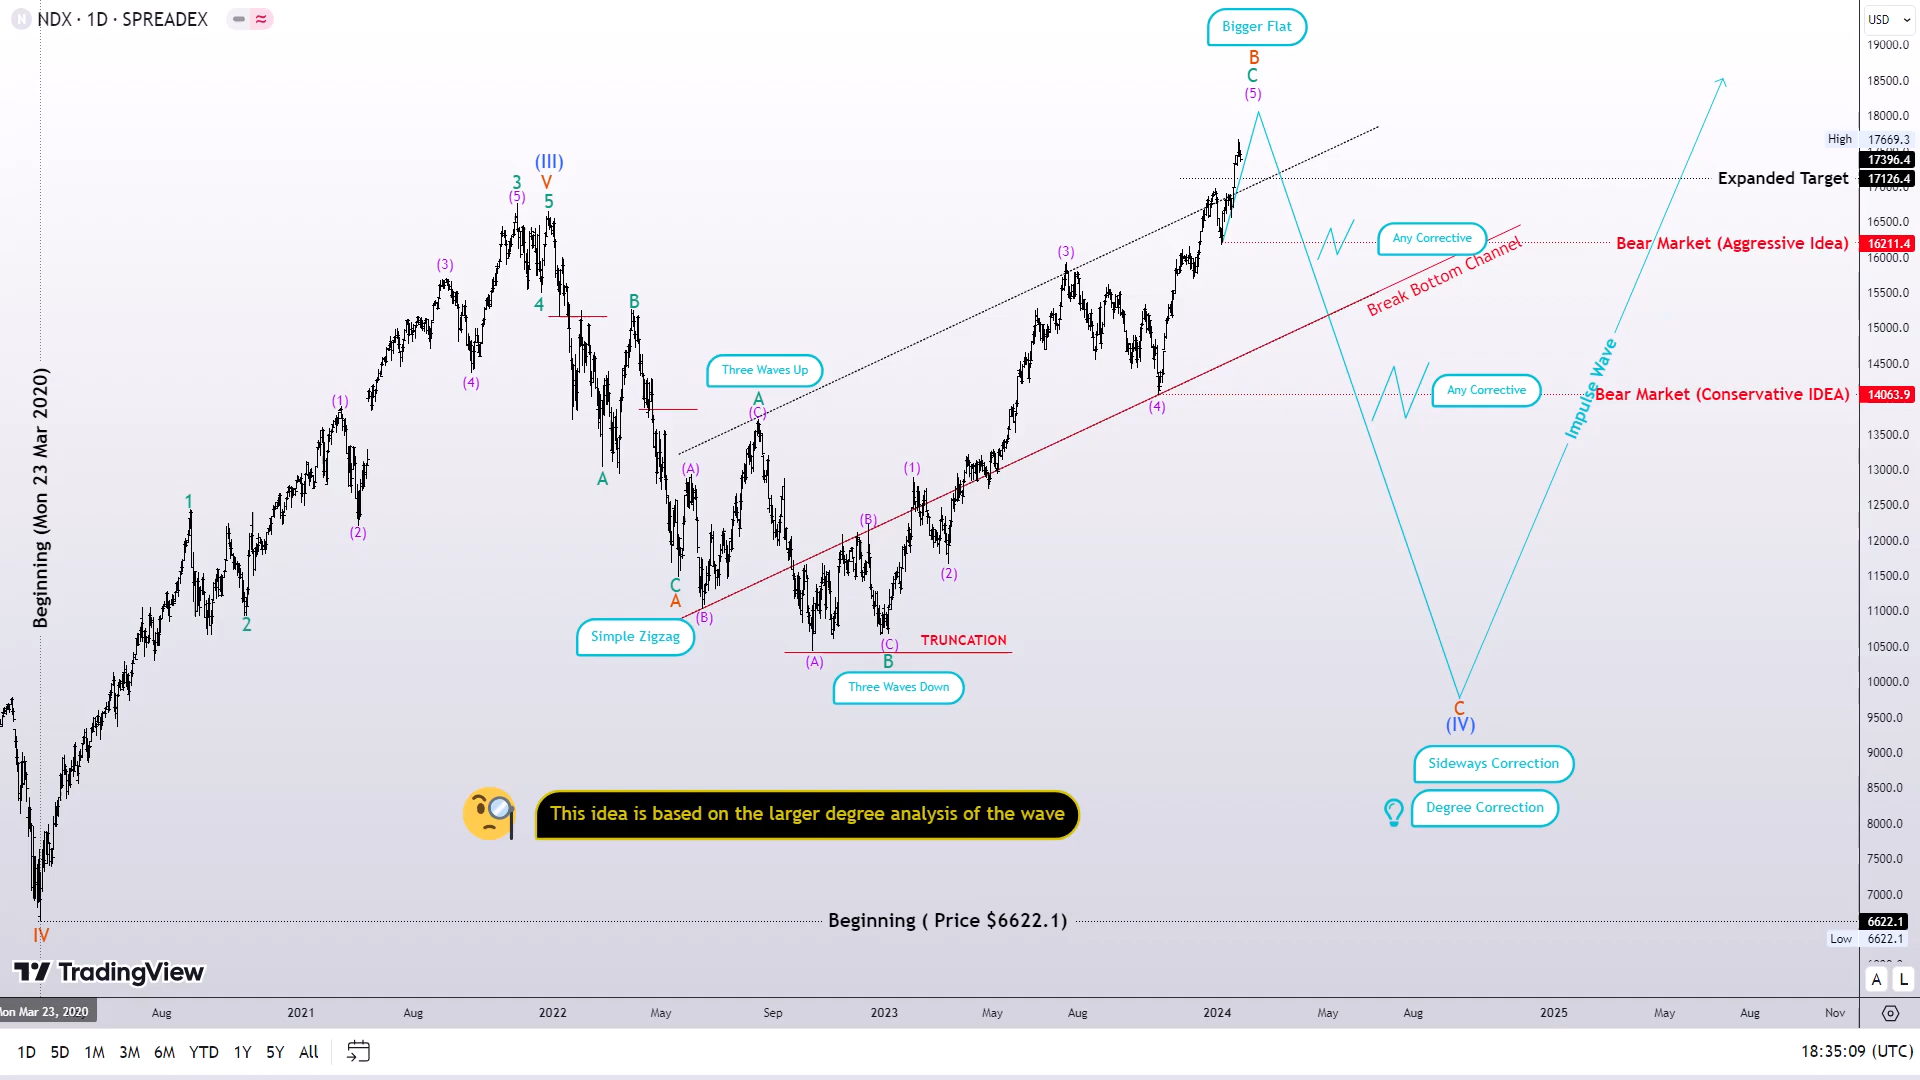 N NDX · 1D · SPREADEX
USD
Bigger Flat
B
C
(5)
19000.0
18500.0
18000.0
High 17669.3
17396.4
Expanded Target 17126.4
17000.0
16500.0
Bear Market (Aggressive Idea) 16211.4
16000.0
15500.0
15000.0
14500.0
Bear Market (Conservative IDEA) 14063.9
13500.0
13000.0
12500.0
12000.0
11500.0
11000.0
10500.0
10000.0
9500.0
9000.0
8500.0
8000.0
7500.0
7000.0
6622.1
Low 6622.1
(III)
V
5
3
(5)
4
(3)
(4)
(1)
(2)
1
2
IV
Beginning (Mon 23 Mar 2020)
A
B
C
A
Simple Zigzag
Three Waves Up
A
(C)
(A)
(B)
(A)
(B)
(C)
B
TRUNCATION
Three Waves Down
(1)
(2)
(3)
(4)
Any Corrective
Break Bottom Channel
Any Corrective
Impulse Wave
C
(IV)
Sideways Correction
Degree Correction
This idea is based on the larger degree analysis of the wave
Beginning ( Price $6622.1)
TradingView
A L
Mon Mar 23, 2020 Aug 2021 Aug 2022 May Sep 2023 May Aug 2024 May Aug 2025 May Aug Nov
1D 5D 1M 3M 6M YTD 1Y 5Y All
18:35:09 (UTC)